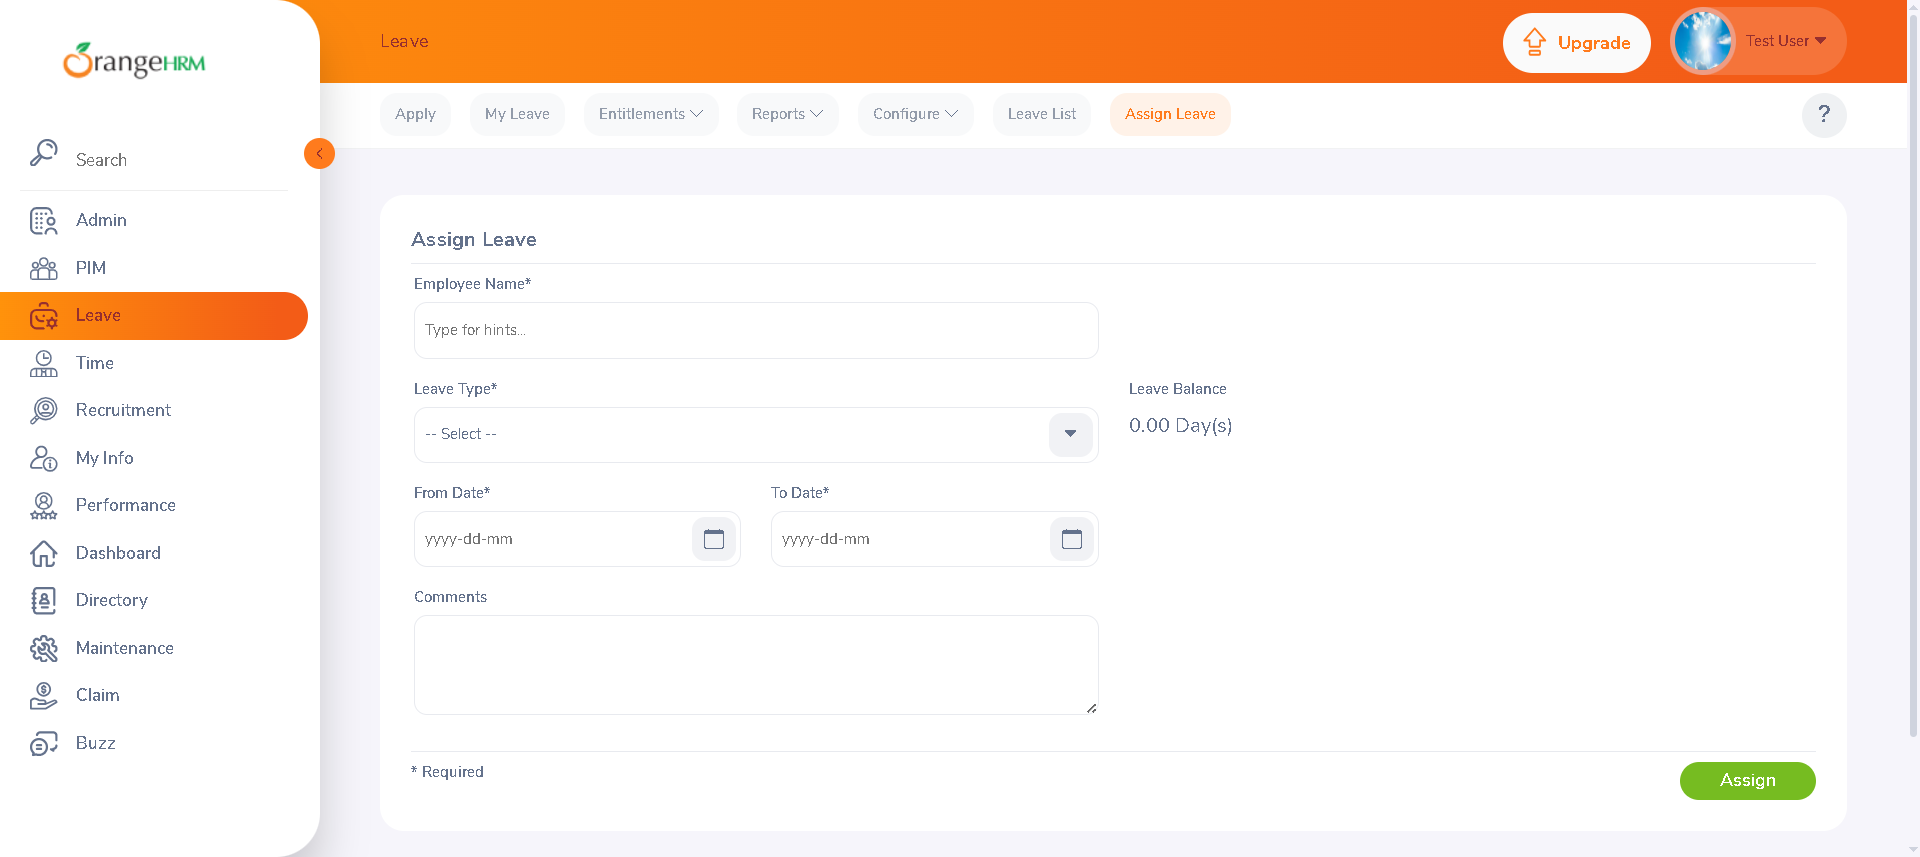 OrangeHRM
Search
Admin
PIM
Leave
Time
Recruitment
My Info
Performance
Dashboard
Directory
Maintenance
Claim
Buzz
Leave
Upgrade
Test User
Apply
My Leave
Entitlements
Reports
Configure
Leave List
Assign Leave
?
Assign Leave
Employee Name*
Type for hints...
Leave Type*
-- Select --
Leave Balance
0.00 Day(s)
From Date*
yyyy-dd-mm
To Date*
yyyy-dd-mm
Comments
* Required
Assign